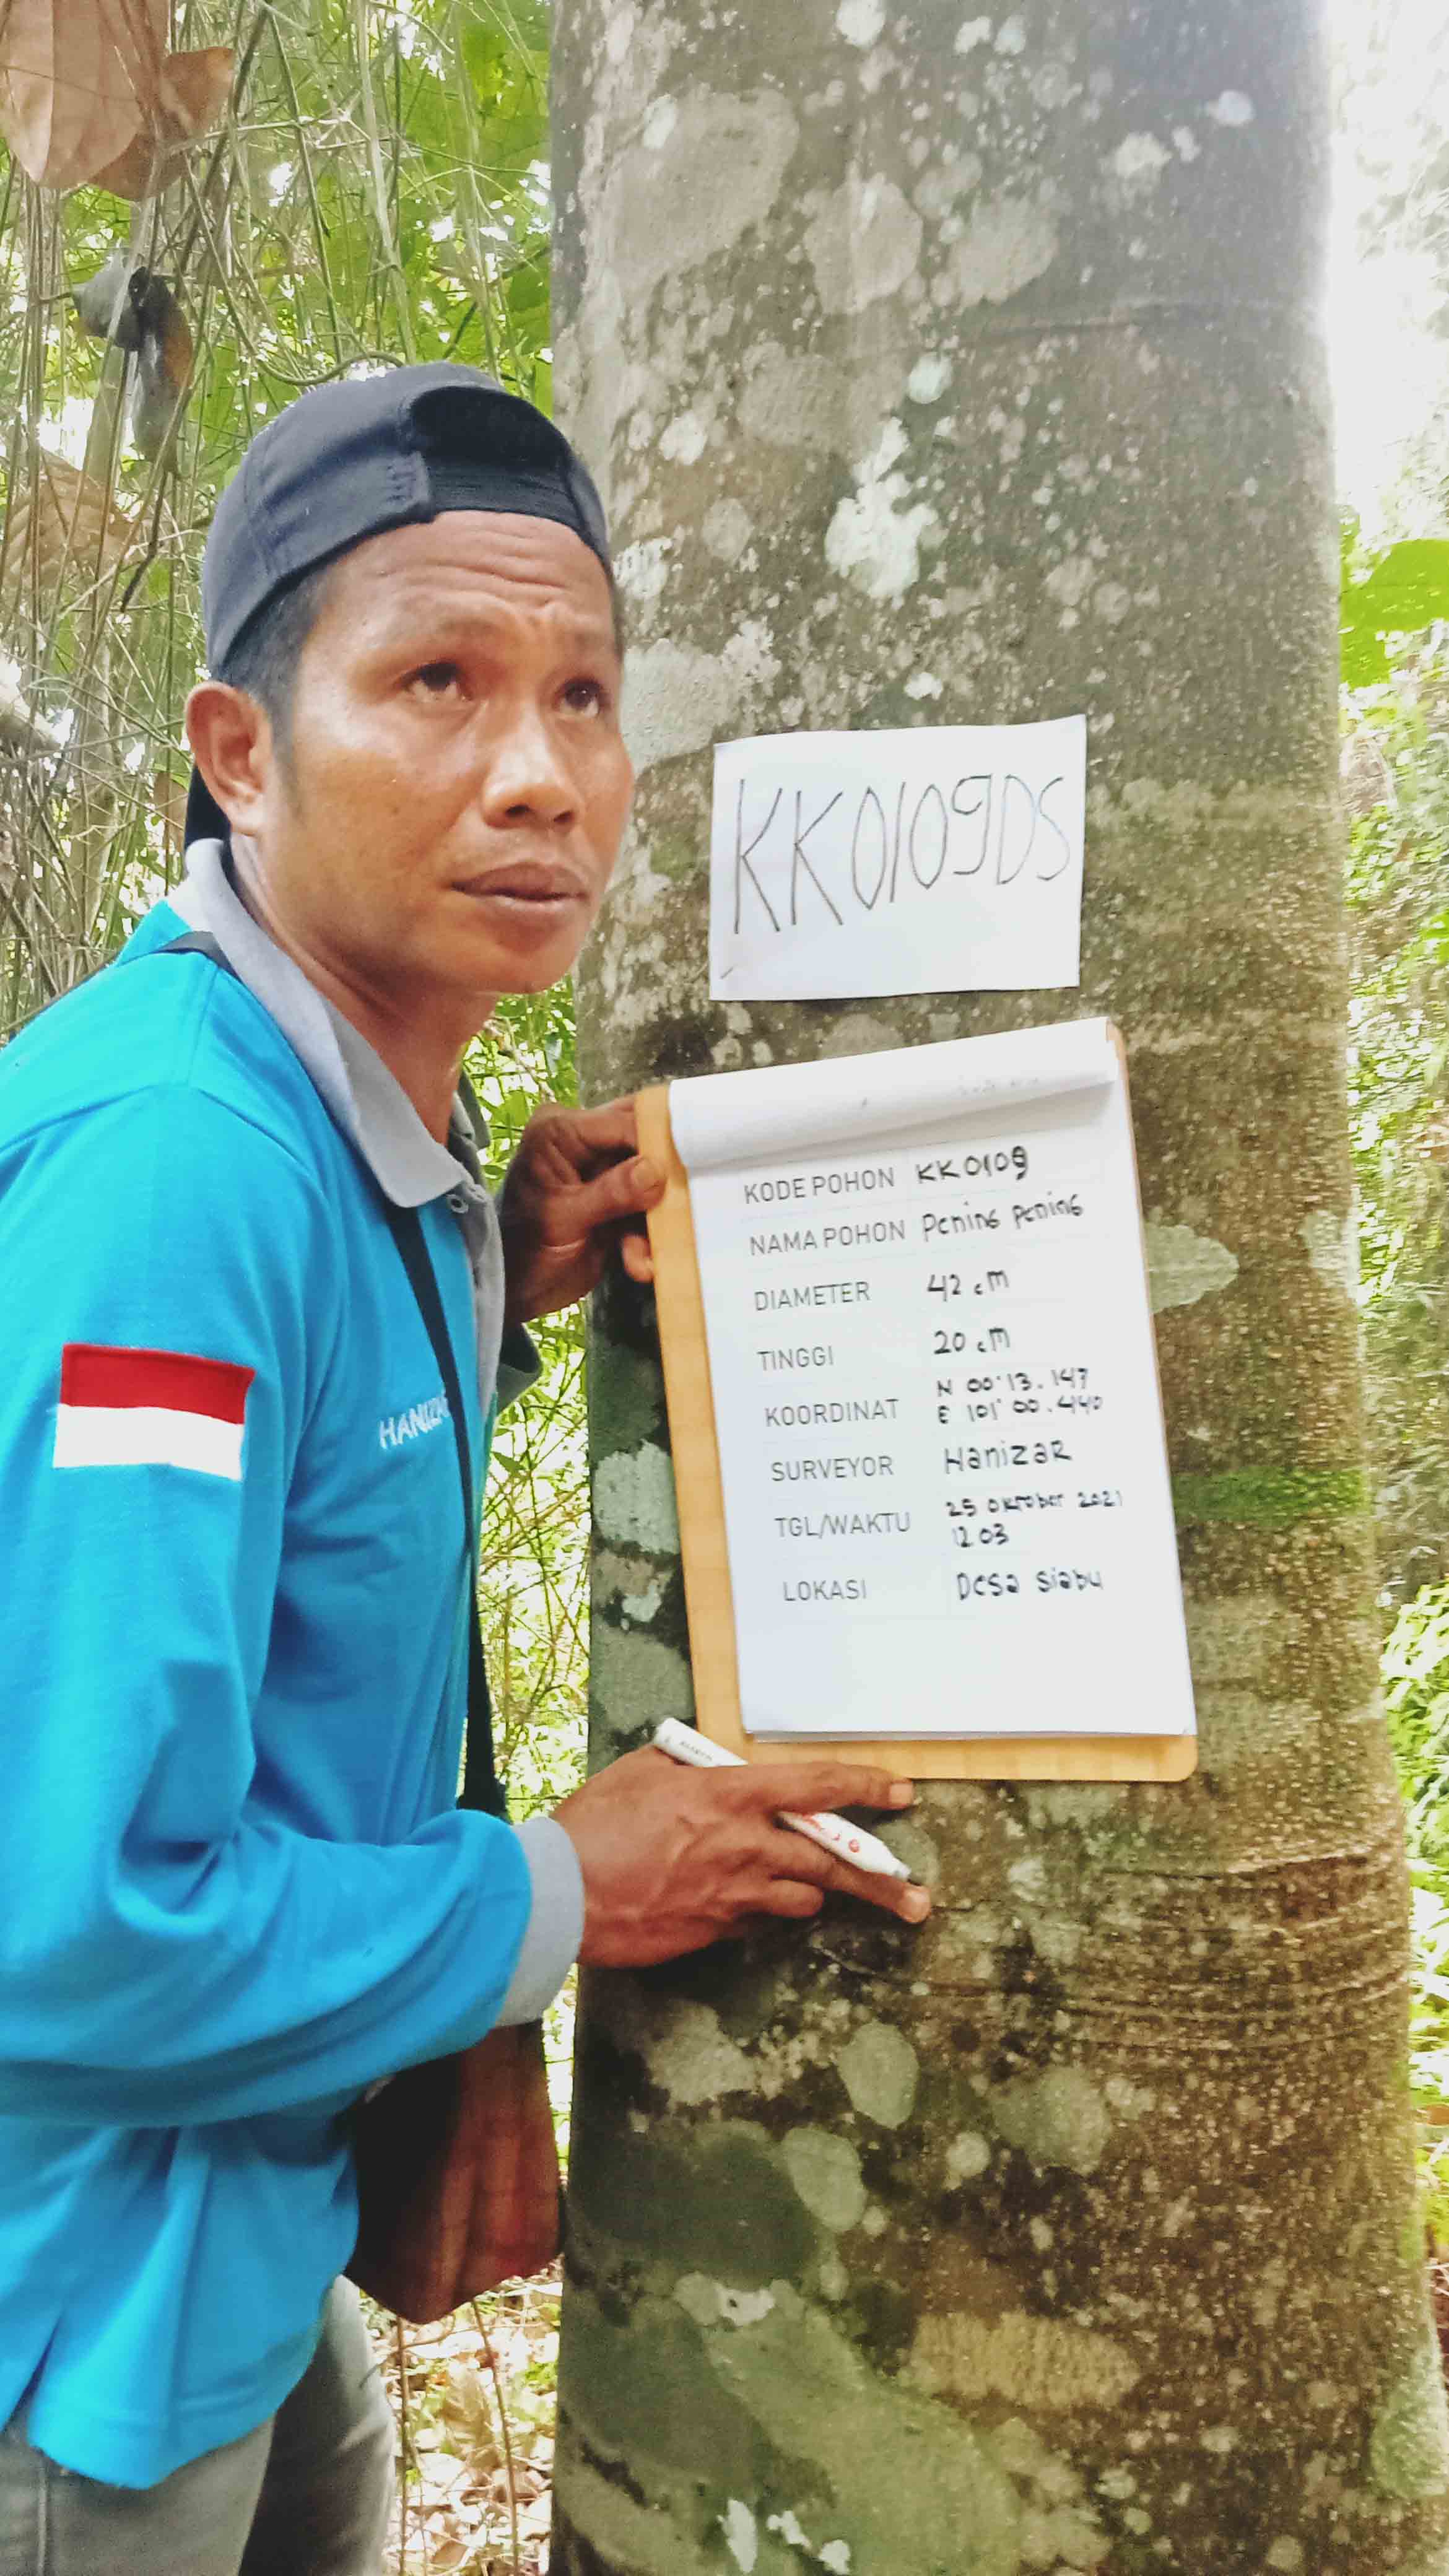 KK0109DS
KODE POHON KK0109
NAMA POHON Pening pening
DIAMETER 42 cm
TINGGI 20 cm
KOORDINAT N 00°13.147
E 101°00.440
SURVEYOR Hanizar
TGL/WAKTU 25 Oktober 2021
12 03
LOKASI Desa Siabu
HANIZA